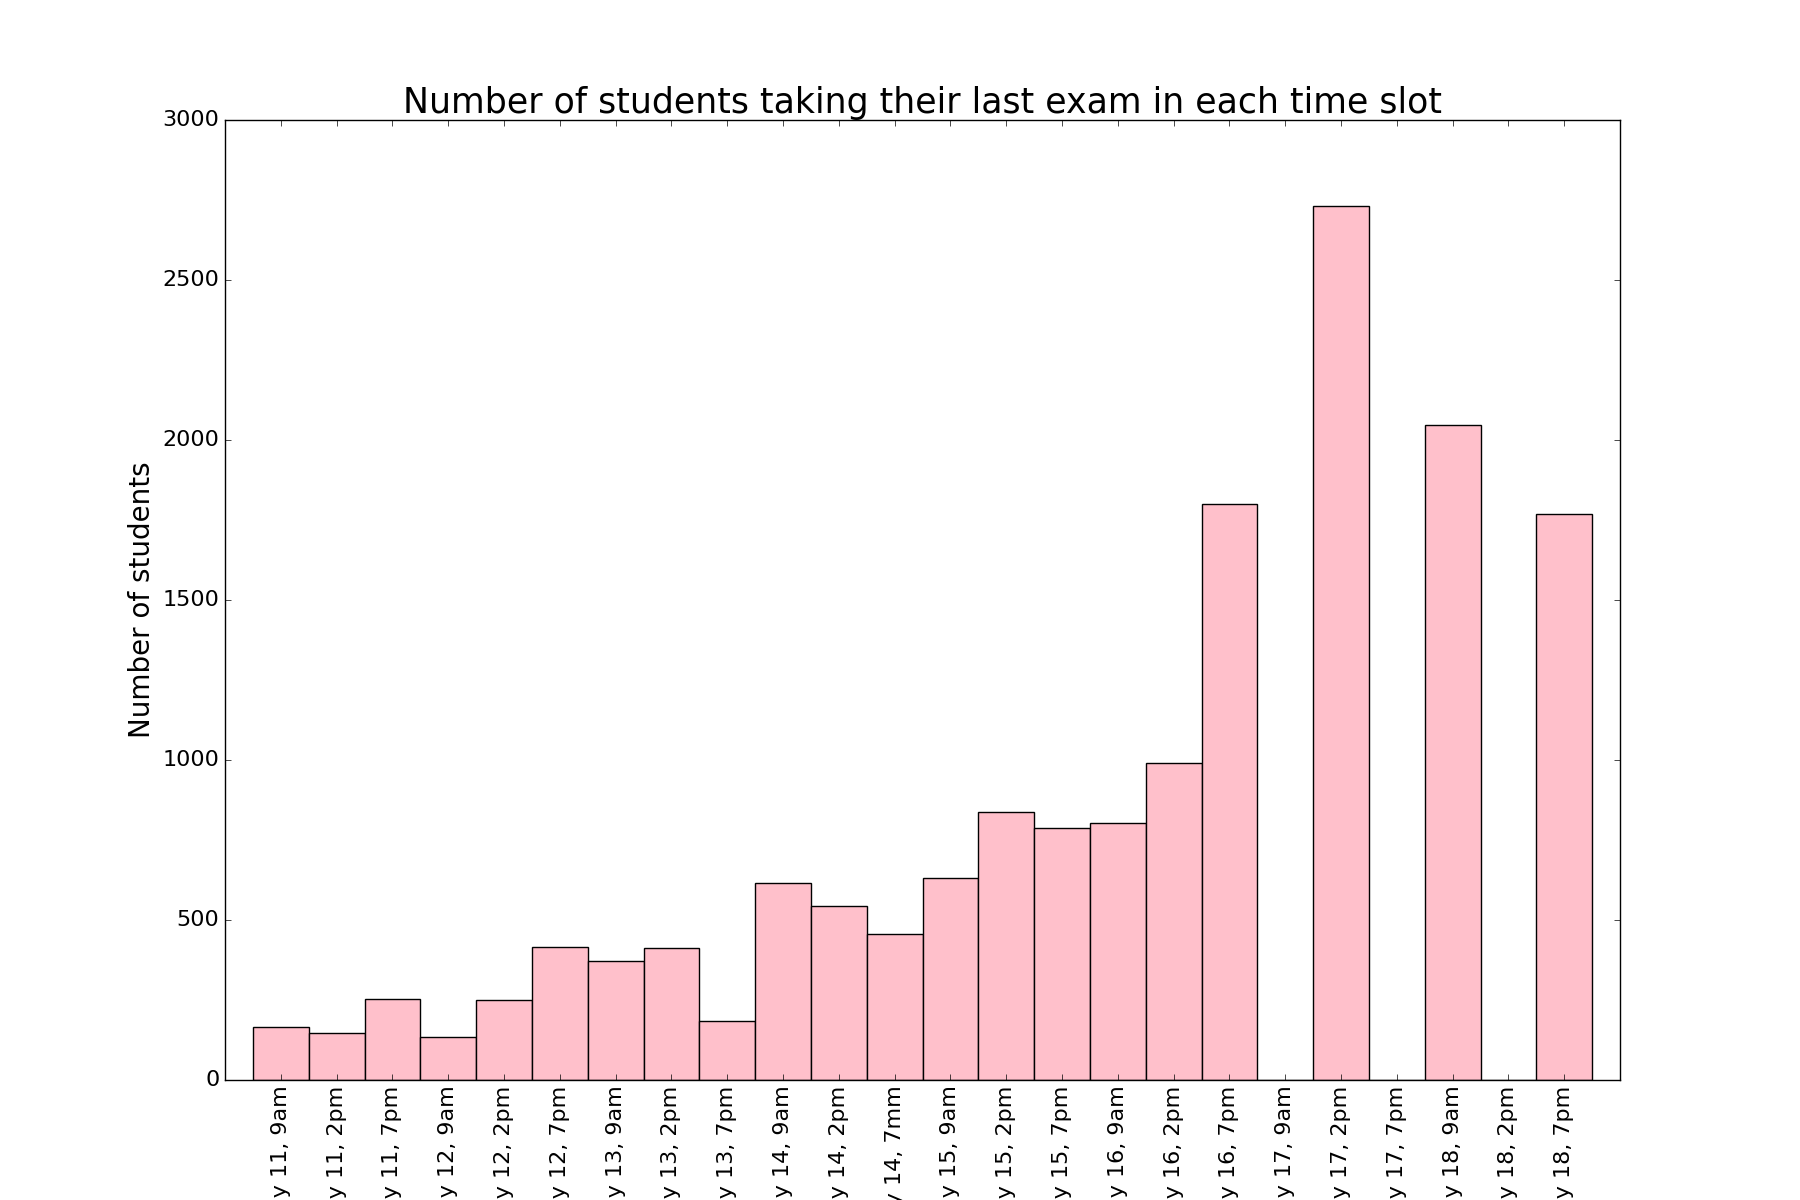 Number of students taking their last exam in each time slot
Number of students
3000
2500
2000
1500
1000
500
0
y 11, 9am
y 11, 2pm
y 11, 7pm
y 12, 9am
y 12, 2pm
y 12, 7pm
y 13, 9am
y 13, 2pm
y 13, 7pm
y 14, 9am
y 14, 2pm
y 14, 7mm
y 15, 9am
y 15, 2pm
y 15, 7pm
y 16, 9am
y 16, 2pm
y 16, 7pm
y 17, 9am
y 17, 2pm
y 17, 7pm
y 18, 9am
y 18, 2pm
y 18, 7pm